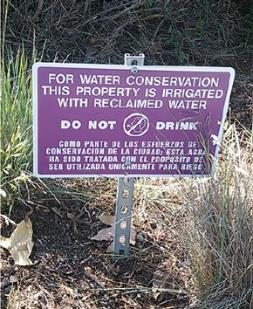 FOR WATER CONSERVATION
THIS PROPERTY IS IRRIGATED
WITH RECLAIMED WATER
DO NOT DRINK
COMO PARTE DE LOS ESFUERZOS DE
CONSERVACION DE LA CIUDAD; ESTA AGUA
HA SIDO TRATADA CON EL PROPOSITO DE
SER UTILIZADA UNICAMENTE PARA RIEGO